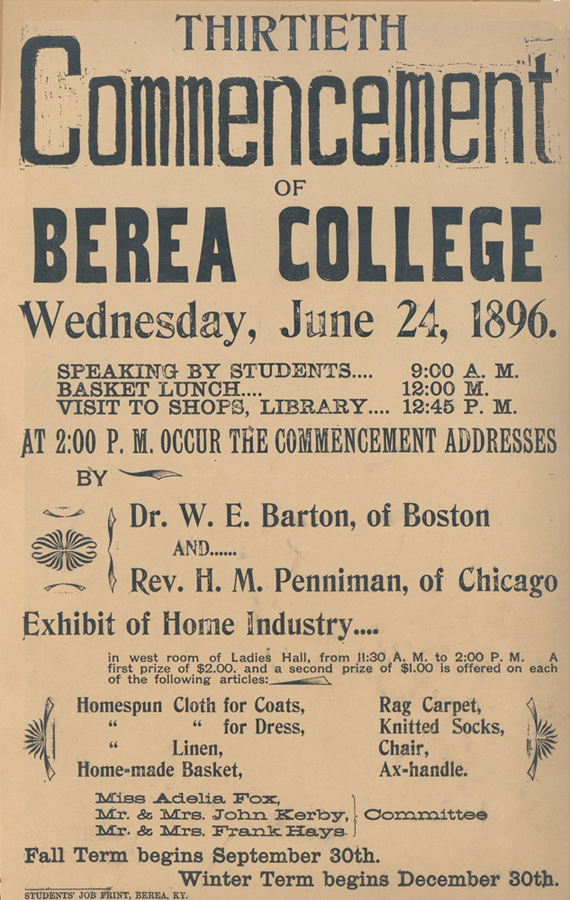 THIRTIETH
Commencement
OF
BEREA COLLEGE
Wednesday, June 24, 1896.
SPEAKING BY STUDENTS.... 9:00 A. M.
BASKET LUNCH.... 12:00 M.
VISIT TO SHOPS, LIBRARY.... 12:45 P. M.
AT 2:00 P. M. OCCUR THE COMMENCEMENT ADDRESSES
BY
Dr. W. E. Barton, of Boston
AND......
Rev. H. M. Penniman, of Chicago
Exhibit of Home Industry....
in west room of Ladies Hall, from 11:30 A. M. to 2:00 P. M. A
first prize of $2.00. and a second prize of $1.00 is offered on each
of the following articles:
Homespun Cloth for Coats,
“ “ for Dress,
“ Linen,
Home-made Basket,
Rag Carpet,
Knitted Socks,
Chair,
Ax-handle.
Miss Adelia Fox,
Mr. & Mrs. John Kerby,
Mr. & Mrs. Frank Hays.
Committee
Fall Term begins September 30th.
Winter Term begins December 30th.
STUDENTS' JOB PRINT, BEREA, KY.